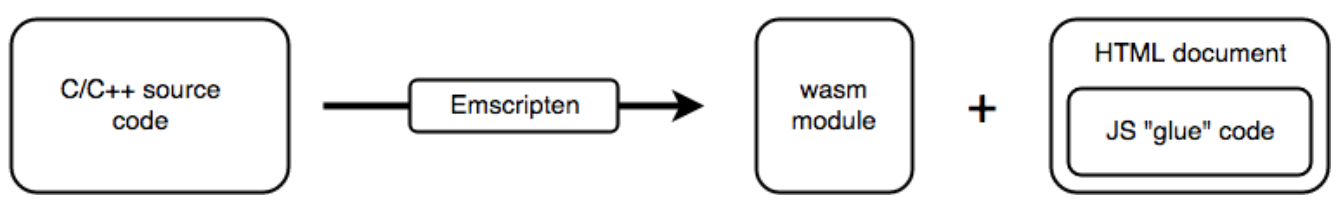 C/C++ source
code
Emscripten
wasm
module
+
HTML document
JS "glue" code